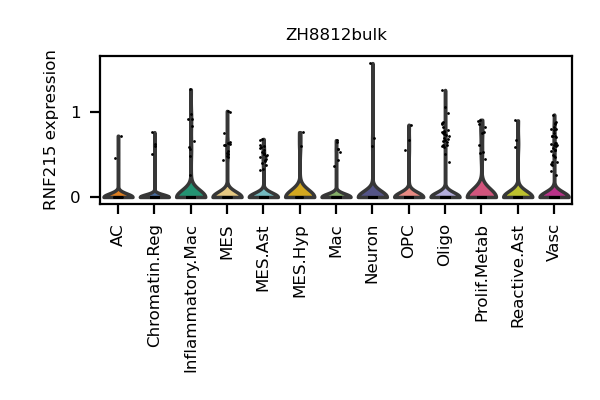 ZH8812bulk
RNF215 expression
1
0
AC
Chromatin.Reg
Inflammatory.Mac
MES
MES.Ast
MES.Hyp
Mac
Neuron
OPC
Oligo
Prolif.Metab
Reactive.Ast
Vasc